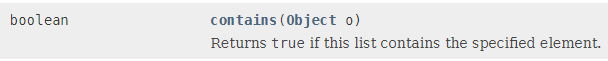 boolean contains(Object o)
Returns true if this list contains the specified element.